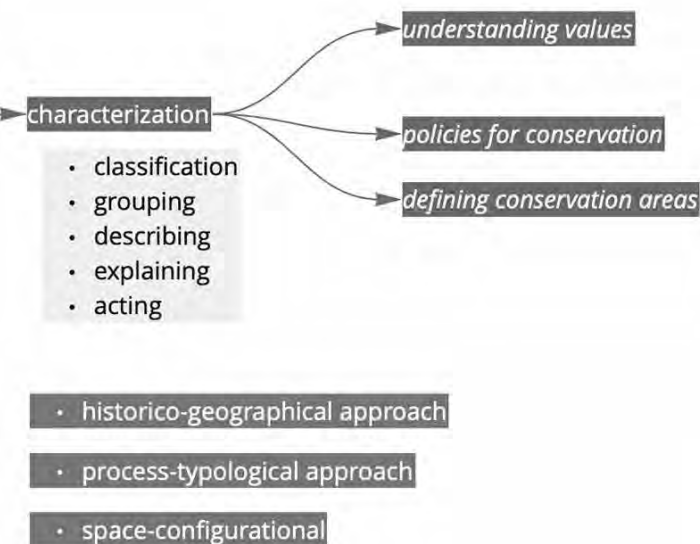 understanding values
characterization
policies for conservation
defining conservation areas
• classification
• grouping
• describing
• explaining
• acting
• historico-geographical approach
• process-typological approach
• space-configurational